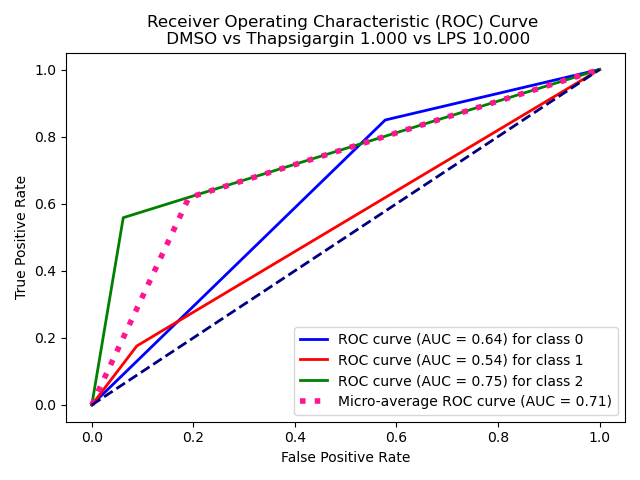 Receiver Operating Characteristic (ROC) Curve
DMSO vs Thapsigargin 1.000 vs LPS 10.000
True Positive Rate
1.0
0.8
0.6
0.4
0.2
0.0
ROC curve (AUC = 0.64) for class 0
ROC curve (AUC = 0.54) for class 1
ROC curve (AUC = 0.75) for class 2
Micro-average ROC curve (AUC = 0.71)
0.0 0.2 0.4 0.6 0.8 1.0
False Positive Rate